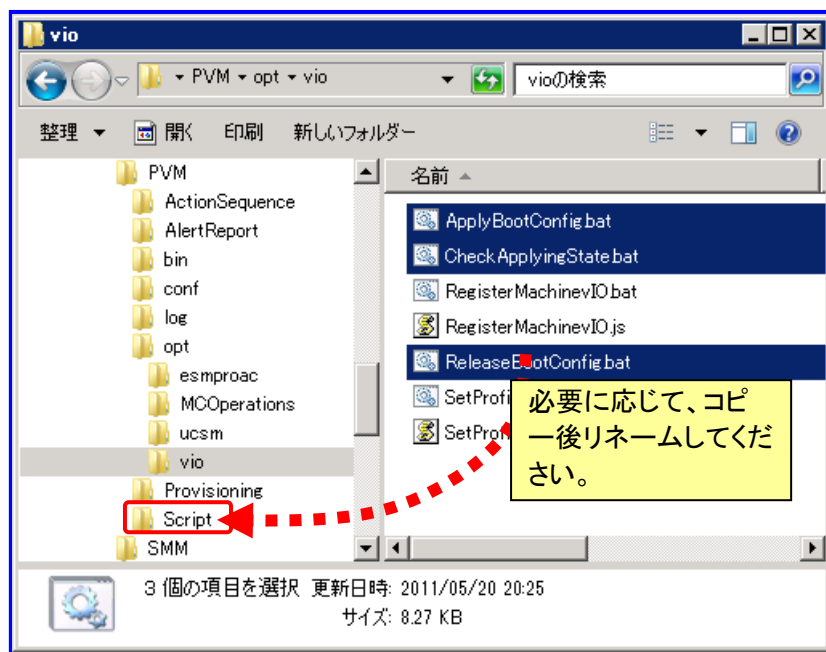 vio
PVM opt vio
vioの検索
整理 開く 印刷 新しいフォルダー
PVM
ActionSequence
AlertReport
bin
conf
log
opt
esmproac
MCOperations
ucsm
vio
Provisioning
Script
SMM
名前
ApplyBootConfig.bat
CheckApplyingState.bat
RegisterMachinevIO.bat
RegisterMachinevIO.js
ReleaseBootConfig.bat
SetProfi
SetProfi
必要に応じて、コピ
ー後リネームしてくだ
さい。
3 個の項目を選択 更新日時: 2011/05/20 20:25
サイズ: 8.27 KB